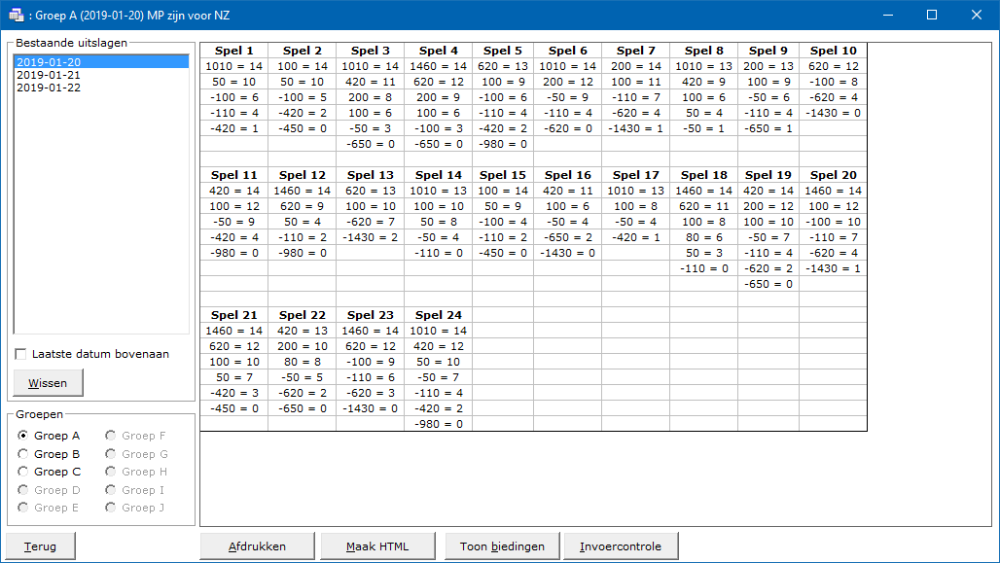 : Groep A (2019-01-20) MP zijn voor NZ
Bestaande uitslagen
2019-01-20
2019-01-21
2019-01-22
Laatste datum bovenaan
Wissen
Groepen
Groep A Groep F
Groep B Groep G
Groep C Groep H
Groep D Groep I
Groep E Groep J
Terug
Spel 1 Spel 2 Spel 3 Spel 4 Spel 5 Spel 6 Spel 7 Spel 8 Spel 9 Spel 10
1010 = 14 100 = 14 1010 = 14 1460 = 14 620 = 13 1010 = 14 200 = 14 1010 = 13 200 = 13 620 = 12
50 = 10 50 = 10 420 = 11 620 = 12 100 = 9 200 = 12 100 = 11 420 = 9 100 = 9 -100 = 8
-100 = 6 -100 = 5 200 = 8 200 = 9 -100 = 6 -50 = 9 -110 = 7 100 = 6 -50 = 6 -620 = 4
-110 = 4 -420 = 2 100 = 6 100 = 6 -110 = 4 -110 = 4 -620 = 4 50 = 4 -110 = 4 -1430 = 0
-420 = 1 -450 = 0 -50 = 3 -100 = 3 -420 = 2 -620 = 0 -1430 = 1 -50 = 1 -650 = 1
-650 = 0 -650 = 0 -980 = 0
Spel 11 Spel 12 Spel 13 Spel 14 Spel 15 Spel 16 Spel 17 Spel 18 Spel 19 Spel 20
420 = 14 1460 = 14 620 = 13 1010 = 13 100 = 14 420 = 11 1010 = 13 1460 = 14 420 = 14 1460 = 14
100 = 12 620 = 9 100 = 10 100 = 10 50 = 9 100 = 6 100 = 8 620 = 11 200 = 12 100 = 12
-50 = 9 50 = 4 -620 = 7 50 = 8 -100 = 4 -50 = 4 -50 = 4 100 = 8 100 = 10 -100 = 10
-420 = 4 -110 = 2 -1430 = 2 -50 = 4 -110 = 2 -650 = 2 -420 = 1 80 = 6 -50 = 7 -110 = 7
-980 = 0 -980 = 0 -110 = 0 -450 = 0 -1430 = 0 50 = 3 -110 = 4 -620 = 4
-110 = 0 -620 = 2 -1430 = 1
-650 = 0
Spel 21 Spel 22 Spel 23 Spel 24
1460 = 14 420 = 13 1460 = 14 1010 = 14
620 = 12 200 = 10 620 = 12 420 = 12
100 = 10 80 = 8 -100 = 9 50 = 10
50 = 7 -50 = 5 -110 = 6 -50 = 7
-420 = 3 -620 = 2 -620 = 3 -110 = 4
-450 = 0 -650 = 0 -1430 = 0 -420 = 2
-980 = 0
Afdrukken Maak HTML Toon biedingen Invoercontrole